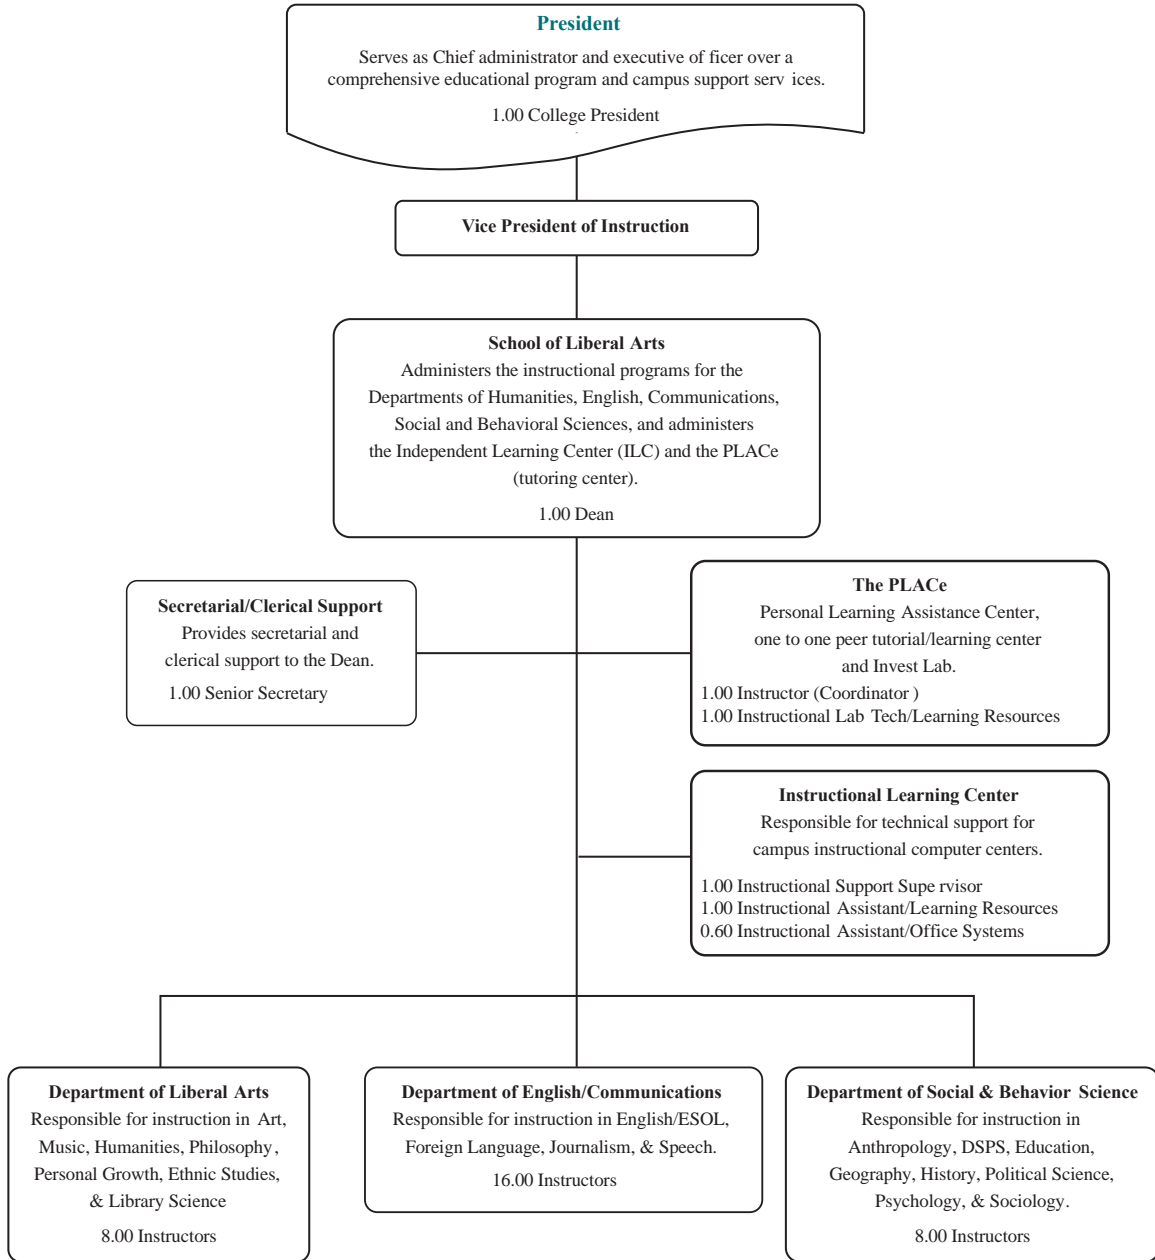 President
Serves as Chief administrator and executive of ficer over a
comprehensive educational program and campus support serv ices.
1.00 College President
Vice President of Instruction
School of Liberal Arts
Administers the instructional programs for the
Departments of Humanities, English, Communications,
Social and Behavioral Sciences, and administers
the Independent Learning Center (ILC) and the PLACe
(tutoring center).
1.00 Dean
Secretarial/Clerical Support
Provides secretarial and
clerical support to the Dean.
1.00 Senior Secretary
The PLACe
Personal Learning Assistance Center,
one to one peer tutorial/learning center
and Invest Lab.
1.00 Instructor (Coordinator )
1.00 Instructional Lab Tech/Learning Resources
Instructional Learning Center
Responsible for technical support for
campus instructional computer centers.
1.00 Instructional Support Supe rvisor
1.00 Instructional Assistant/Learning Resources
0.60 Instructional Assistant/Office Systems
Department of Liberal Arts
Responsible for instruction in Art,
Music, Humanities, Philosophy,
Personal Growth, Ethnic Studies,
& Library Science
8.00 Instructors
Department of English/Communications
Responsible for instruction in English/ESOL,
Foreign Language, Journalism, & Speech.
16.00 Instructors
Department of Social & Behavior Science
Responsible for instruction in
Anthropology, DSPS, Education,
Geography, History, Political Science,
Psychology, & Sociology.
8.00 Instructors